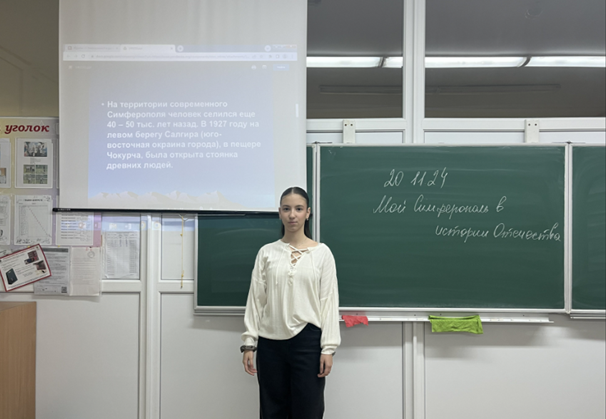 уголок
• На территории современного
Симферополя человек селился еще
40 – 50 тыс. лет назад. В 1927 году на
левом берегу Салгира (юго-
восточная окраина города), в пещере
Чокурча, была открыта стоянка
древних людей.
20 11 24
Мой Симферополь в
истории Отечества